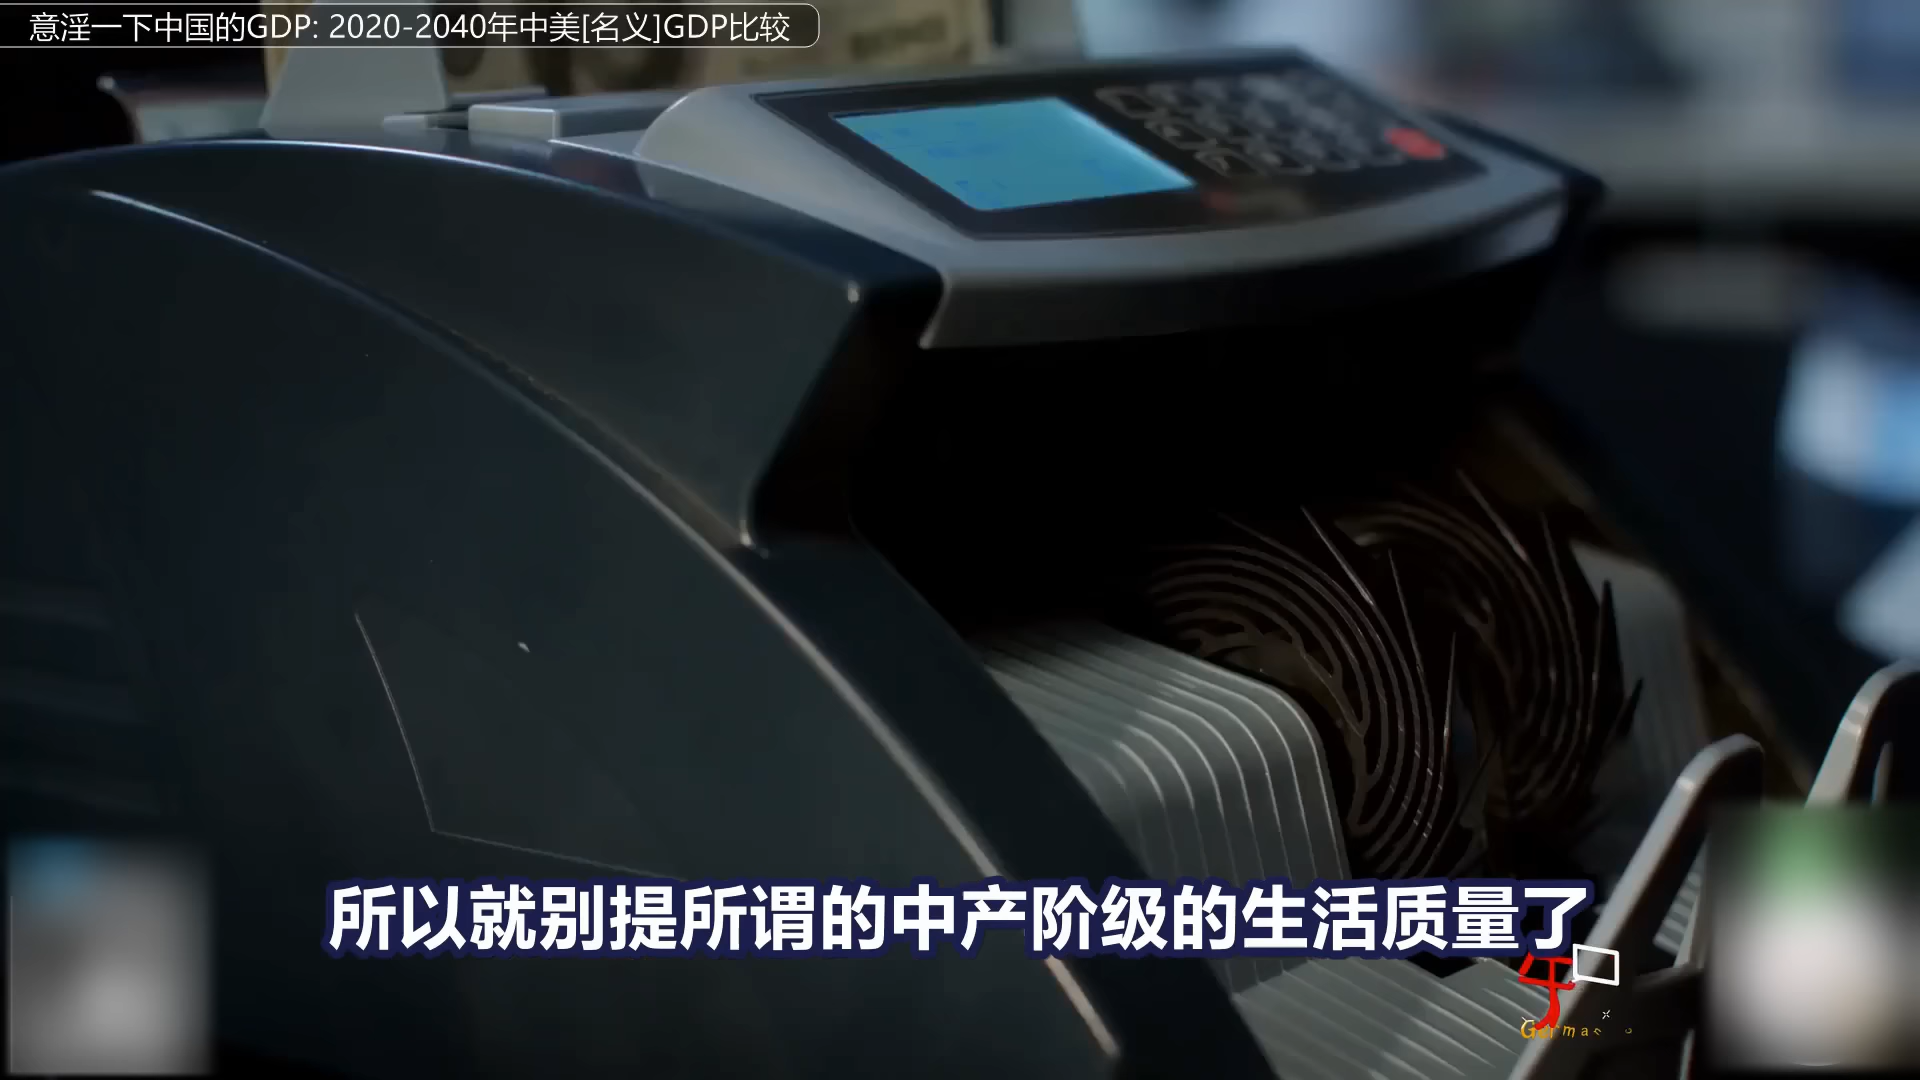 意淫一下中国的GDP: 2020-2040年中美[名义]GDP比较
所以就别提所谓的中产阶级的生活质量了
German